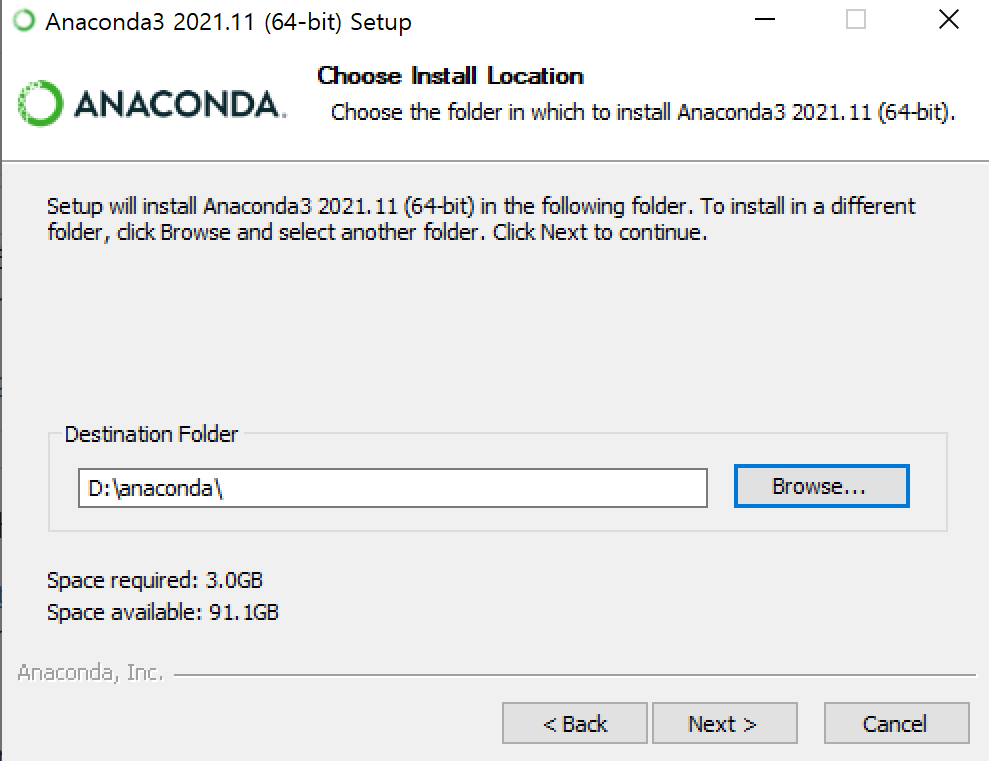 Anaconda3 2021.11 (64-bit) Setup
ANACONDA.
Choose Install Location
Choose the folder in which to install Anaconda3 2021.11 (64-bit).
Setup will install Anaconda3 2021.11 (64-bit) in the following folder. To install in a different
folder, click Browse and select another folder. Click Next to continue.
Destination Folder
D:\anaconda\
Browse...
Space required: 3.0GB
Space available: 91.1GB
Anaconda, Inc.
< Back
Next >
Cancel